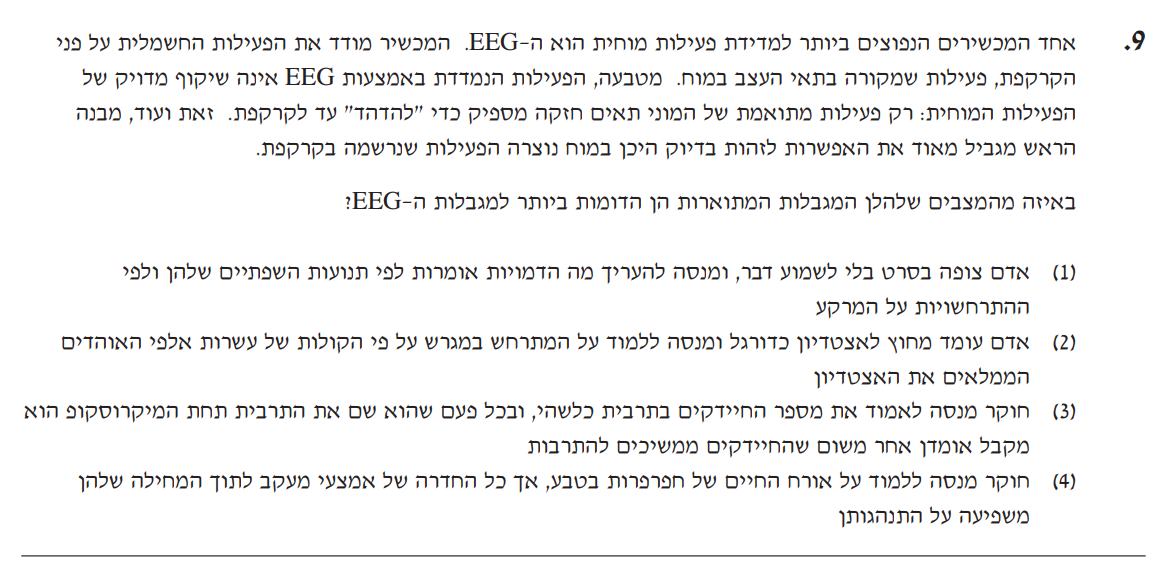 9. אחד המכשירים הנפוצים ביותר למדידת פעילות מוחית הוא ה-EEG. המכשיר מודד את הפעילות החשמלית על פני
הקרקפת, פעילות שמקורה בתאי העצב במוח. מטבעה, הפעילות הנמדדת באמצעות EEG אינה שיקוף מדויק של
הפעילות המוחית: רק פעילות מתואמת של המוני תאים חזקה מספיק כדי "להדהד" עד לקרקפת. זאת ועוד, מבנה
הראש מגביל מאוד את האפשרות לזהות בדיוק היכן במוח נוצרה הפעילות שנרשמה בקרקפת.
באיזה מהמצבים שלהלן המגבלות המתוארות הן הדומות ביותר למגבלות ה-EEG?
(1) אדם צופה בסרט בלי לשמוע דבר, ומנסה להעריך מה הדמויות אומרות לפי תנועות השפתיים שלהן ולפי
ההתרחשויות על המרקע
(2) אדם עומד מחוץ לאצטדיון כדורגל ומנסה ללמוד על המתרחש במגרש על פי הקולות של עשרות אלפי האוהדים
הממלאים את האצטדיון
(3) חוקר מנסה לאמוד את מספר החיידקים בתרבית כלשהי, ובכל פעם שהוא שם את התרבית תחת המיקרוסקופ הוא
מקבל אומדן אחר משום שהחיידקים ממשיכים להתרבות
(4) חוקר מנסה ללמוד על אורח החיים של חפרפרות בטבע, אך כל החדרה של אמצעי מעקב לתוך המחילה שלהן
משפיעה על התנהגותן